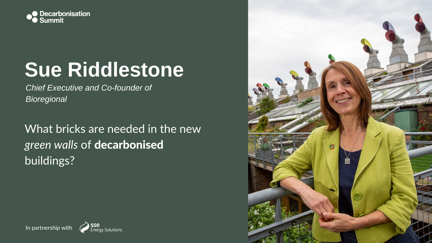 Decarbonisation
Summit
Sue Riddlestone
Chief Executive and Co-founder of
Bioregional
What bricks are needed in the new
green walls of decarbonised
buildings?
In partnership with
sse
Energy Solutions